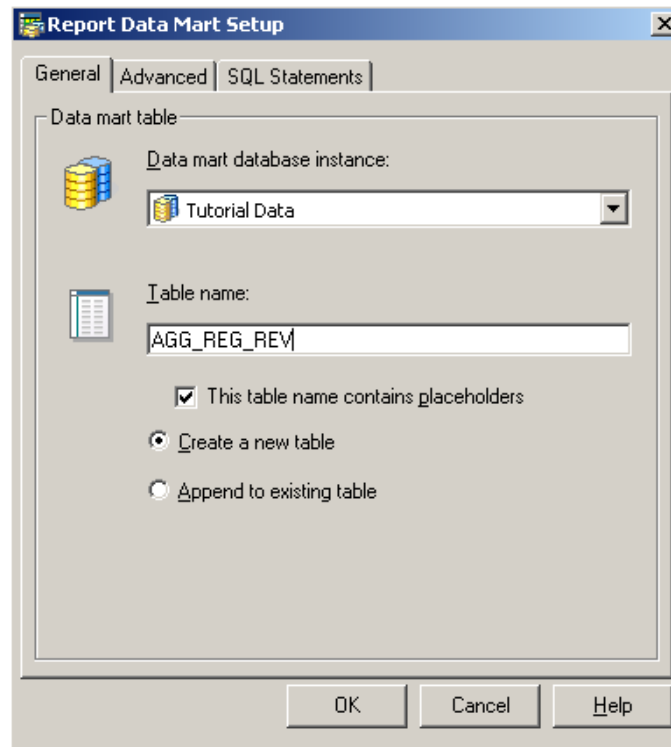 Report Data Mart Setup
General Advanced SQL Statements
Data mart table
Data mart database instance:
Tutorial Data
Table name:
AGG_REG_REV
This table name contains placeholders
Create a new table
Append to existing table
OK Cancel Help